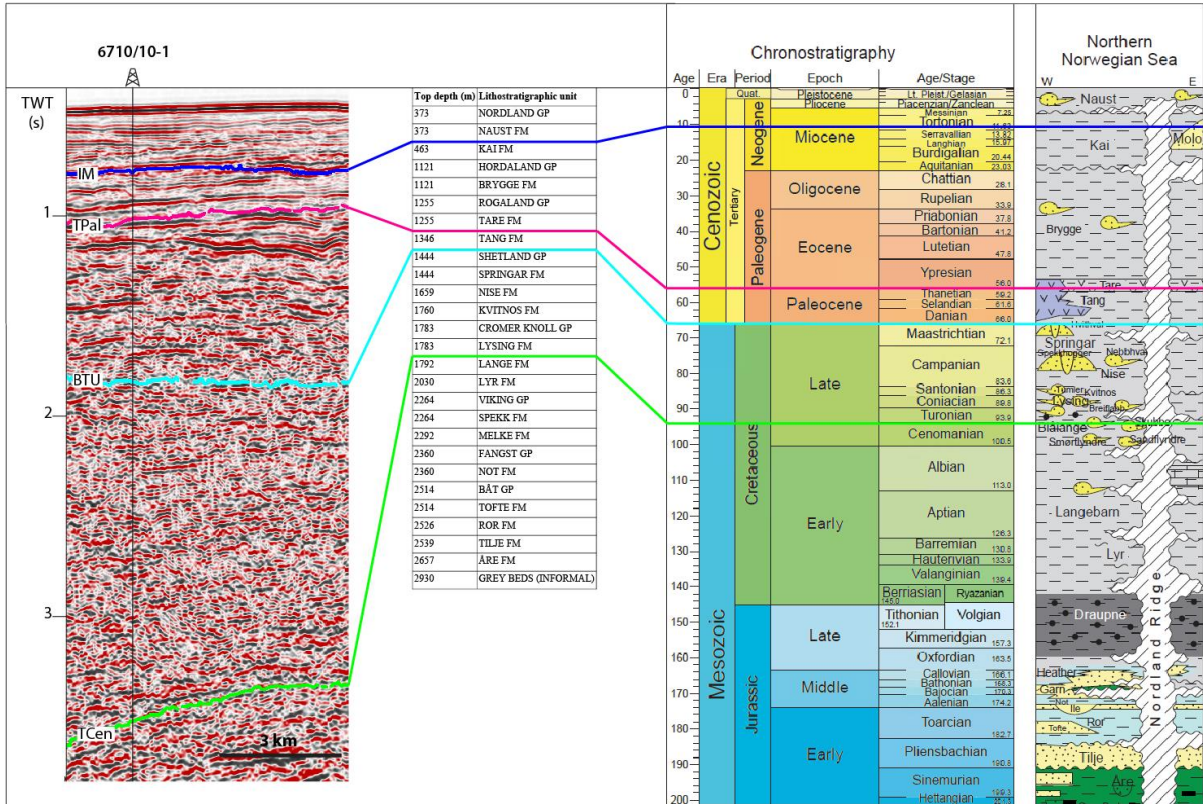 6710/10-1
TWT
(s)
IM
1
TPal
BTU
2
3
TCen
3 km
Top depth (m) Lithostratigraphic unit
373 NORDLAND GP
373 NAUST FM
463 KAI FM
1121 HORDALAND GP
1121 BRYGGE FM
1255 ROGALAND GP
1255 TARE FM
1346 TANG FM
1444 SHETLAND GP
1444 SPRINGAR FM
1659 NISE FM
1760 KVITNOS FM
1783 CROMER KNOLL GP
1783 LYSING FM
1792 LANGE FM
2030 LYR FM
2264 VIKING GP
2264 SPEKK FM
2292 MELKE FM
2360 FANGST GP
2360 NOT FM
2514 BÅT GP
2514 TOFTE FM
2526 ROR FM
2539 TILJE FM
2657 ÅRE FM
2930 GREY BEDS (INFORMAL)
Chronostratigraphy
Age Era Period Epoch Age/Stage
0
10
20
30
40
50
60
70
80
90
100
110
120
130
140
150
160
170
180
190
200
Cenozoic
Mesozoic
Quat.
Tertiary
Neogene
Paleogene
Cretaceous
Jurassic
Pleistocene
Pliocene
Miocene
Oligocene
Eocene
Paleocene
Late
Early
Late
Middle
Early
Lt. Pleist./Gelasian
Piacenzian/Zanclean
Messinian 7.25
Tortonian
Serravallian 13.82
Langhian 15.97
Burdigalian 20.44
Aquitanian 23.03
Chattian 28.1
Rupelian 33.9
Priabonian 37.8
Bartonian 41.2
Lutetian 47.8
Ypresian 56.0
Thanetian 59.2
Selandian 61.6
Danian 66.0
Maastrichtian 72.1
Campanian 83.6
Santonian 86.3
Coniacian 89.8
Turonian 93.9
Cenomanian 100.5
Albian 113.0
Aptian 126.3
Barremian 130.8
Hauterivian 133.9
Valanginian 139.4
Berriasian 145.0 Ryazanian
Tithonian 152.1 Volgian
Kimmeridgian 157.3
Oxfordian 163.5
Callovian 166.1
Bathonian 168.3
Bajocian 170.3
Aalenian 174.2
Toarcian 182.7
Pliensbachian 190.8
Sinemurian 199.3
Hettangian
Northern
Norwegian Sea
W E
Naust
Kai Molo
Brygge
Tare
Tang
Springar
Nebbhval
Nise
Kvitnos
Lysing
Breiflabb
Blålange
Smørflyndre Sandflyndre
Langebarn
Lyr
Draupne
Nordland Ridge
Heather
Garn
Not
Ile
Ror
Tofte
Tilje
Åre